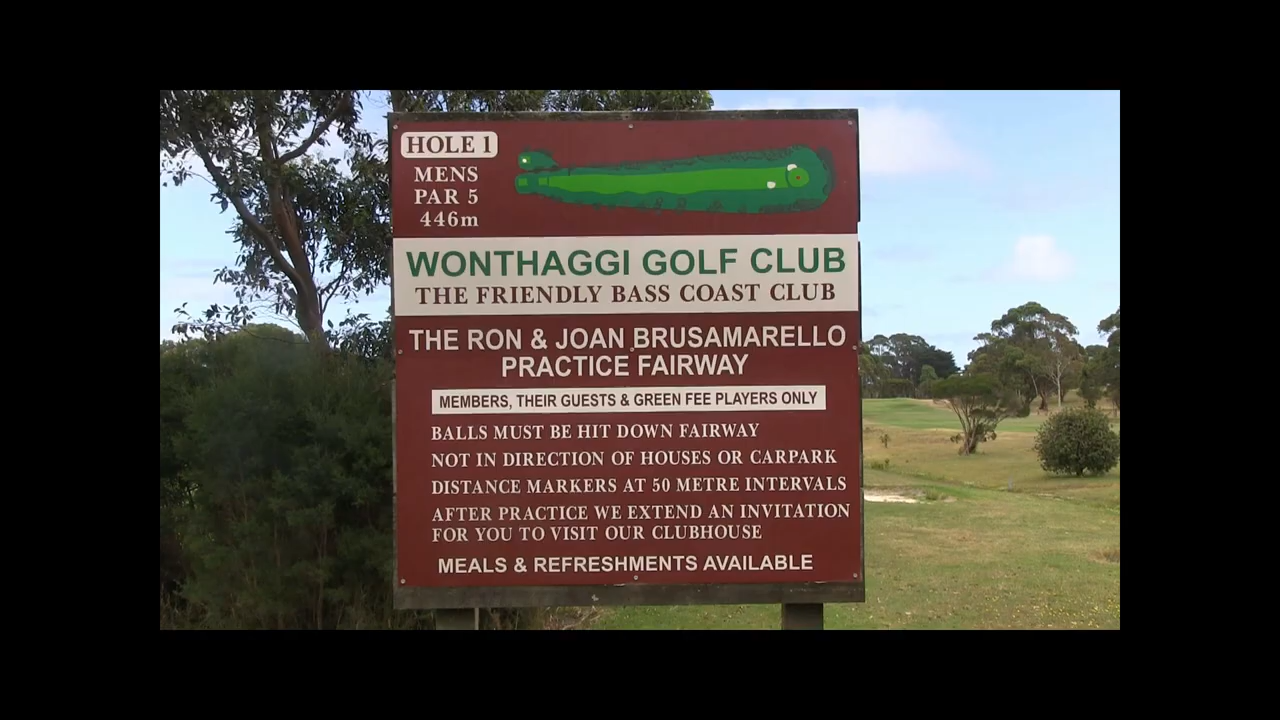 HOLE 1
MENS
PAR 5
446m
WONTHAGGI GOLF CLUB
THE FRIENDLY BASS COAST CLUB
THE RON & JOAN BRUSAMARELLO
PRACTICE FAIRWAY
MEMBERS, THEIR GUESTS & GREEN FEE PLAYERS ONLY
BALLS MUST BE HIT DOWN FAIRWAY
NOT IN DIRECTION OF HOUSES OR CARPARK
DISTANCE MARKERS AT 50 METRE INTERVALS
AFTER PRACTICE WE EXTEND AN INVITATION
FOR YOU TO VISIT OUR CLUBHOUSE
MEALS & REFRESHMENTS AVAILABLE